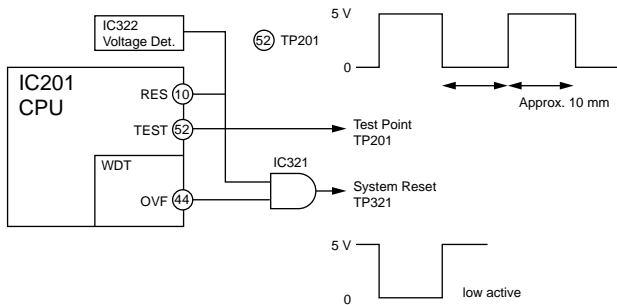 IC322
Voltage Det.
52 TP201
5 V
0
Approx. 10 mm
IC201
CPU
RES 10
TEST 52
Test Point
TP201
WDT
IC321
OVF 44
System Reset
TP321
5 V
0
low active